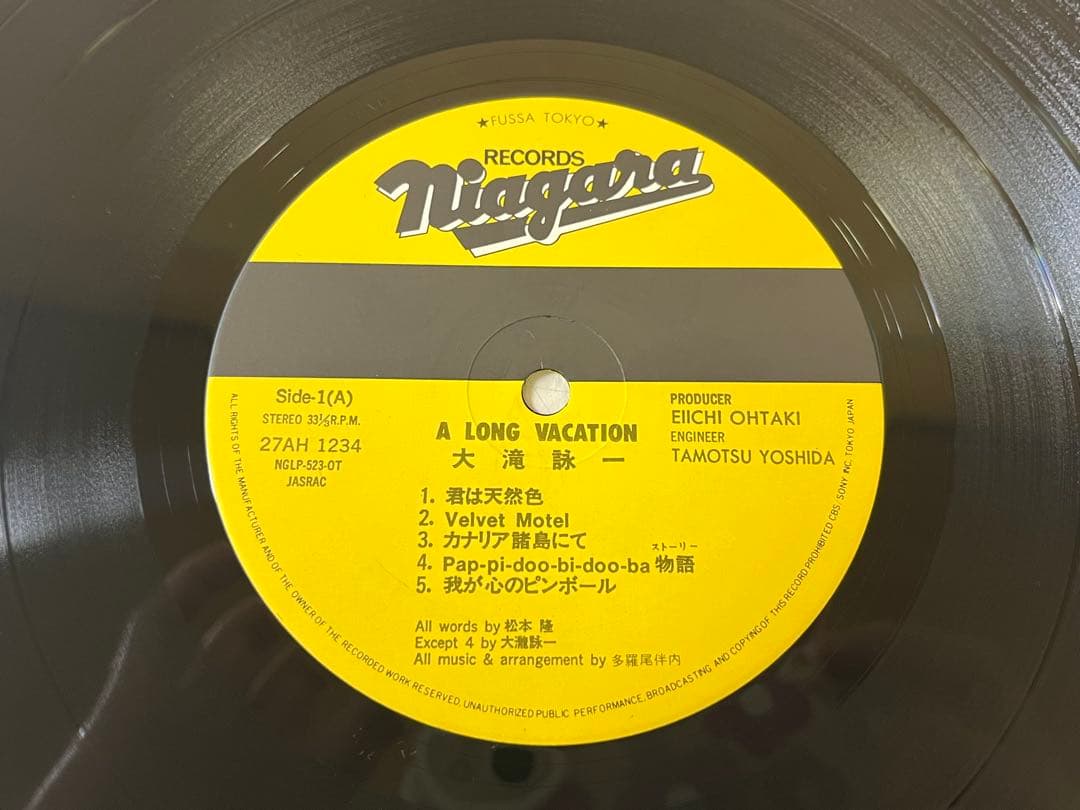 ★FUSSA TOKYO★
RECORDS
Niagara
Side-1(A)
STEREO 33⅓R.P.M.
27AH 1234
NGLP-523-OT
JASRAC
PRODUCER
EIICHI OHTAKI
ENGINEER
TAMOTSU YOSHIDA
A LONG VACATION
大滝詠一
1. 君は天然色
2. Velvet Motel
3. カナリア諸島にて
4. Pap-pi-doo-bi-doo-ba 物語
ストーリー
5. 我が心のピンボール
All words by 松本 隆
Except 4 by 大瀧詠一
All music & arrangement by 多羅尾伴内
ALL RIGHTS OF THE MANUFACTURER AND OF THE OWNER OF THE RECORDED WORK RESERVED. UNAUTHORIZED PUBLIC PERFORMANCE, BROADCASTING AND COPYING OF THIS RECORD PROHIBITED CBS/SONY INC. TOKYO JAPAN